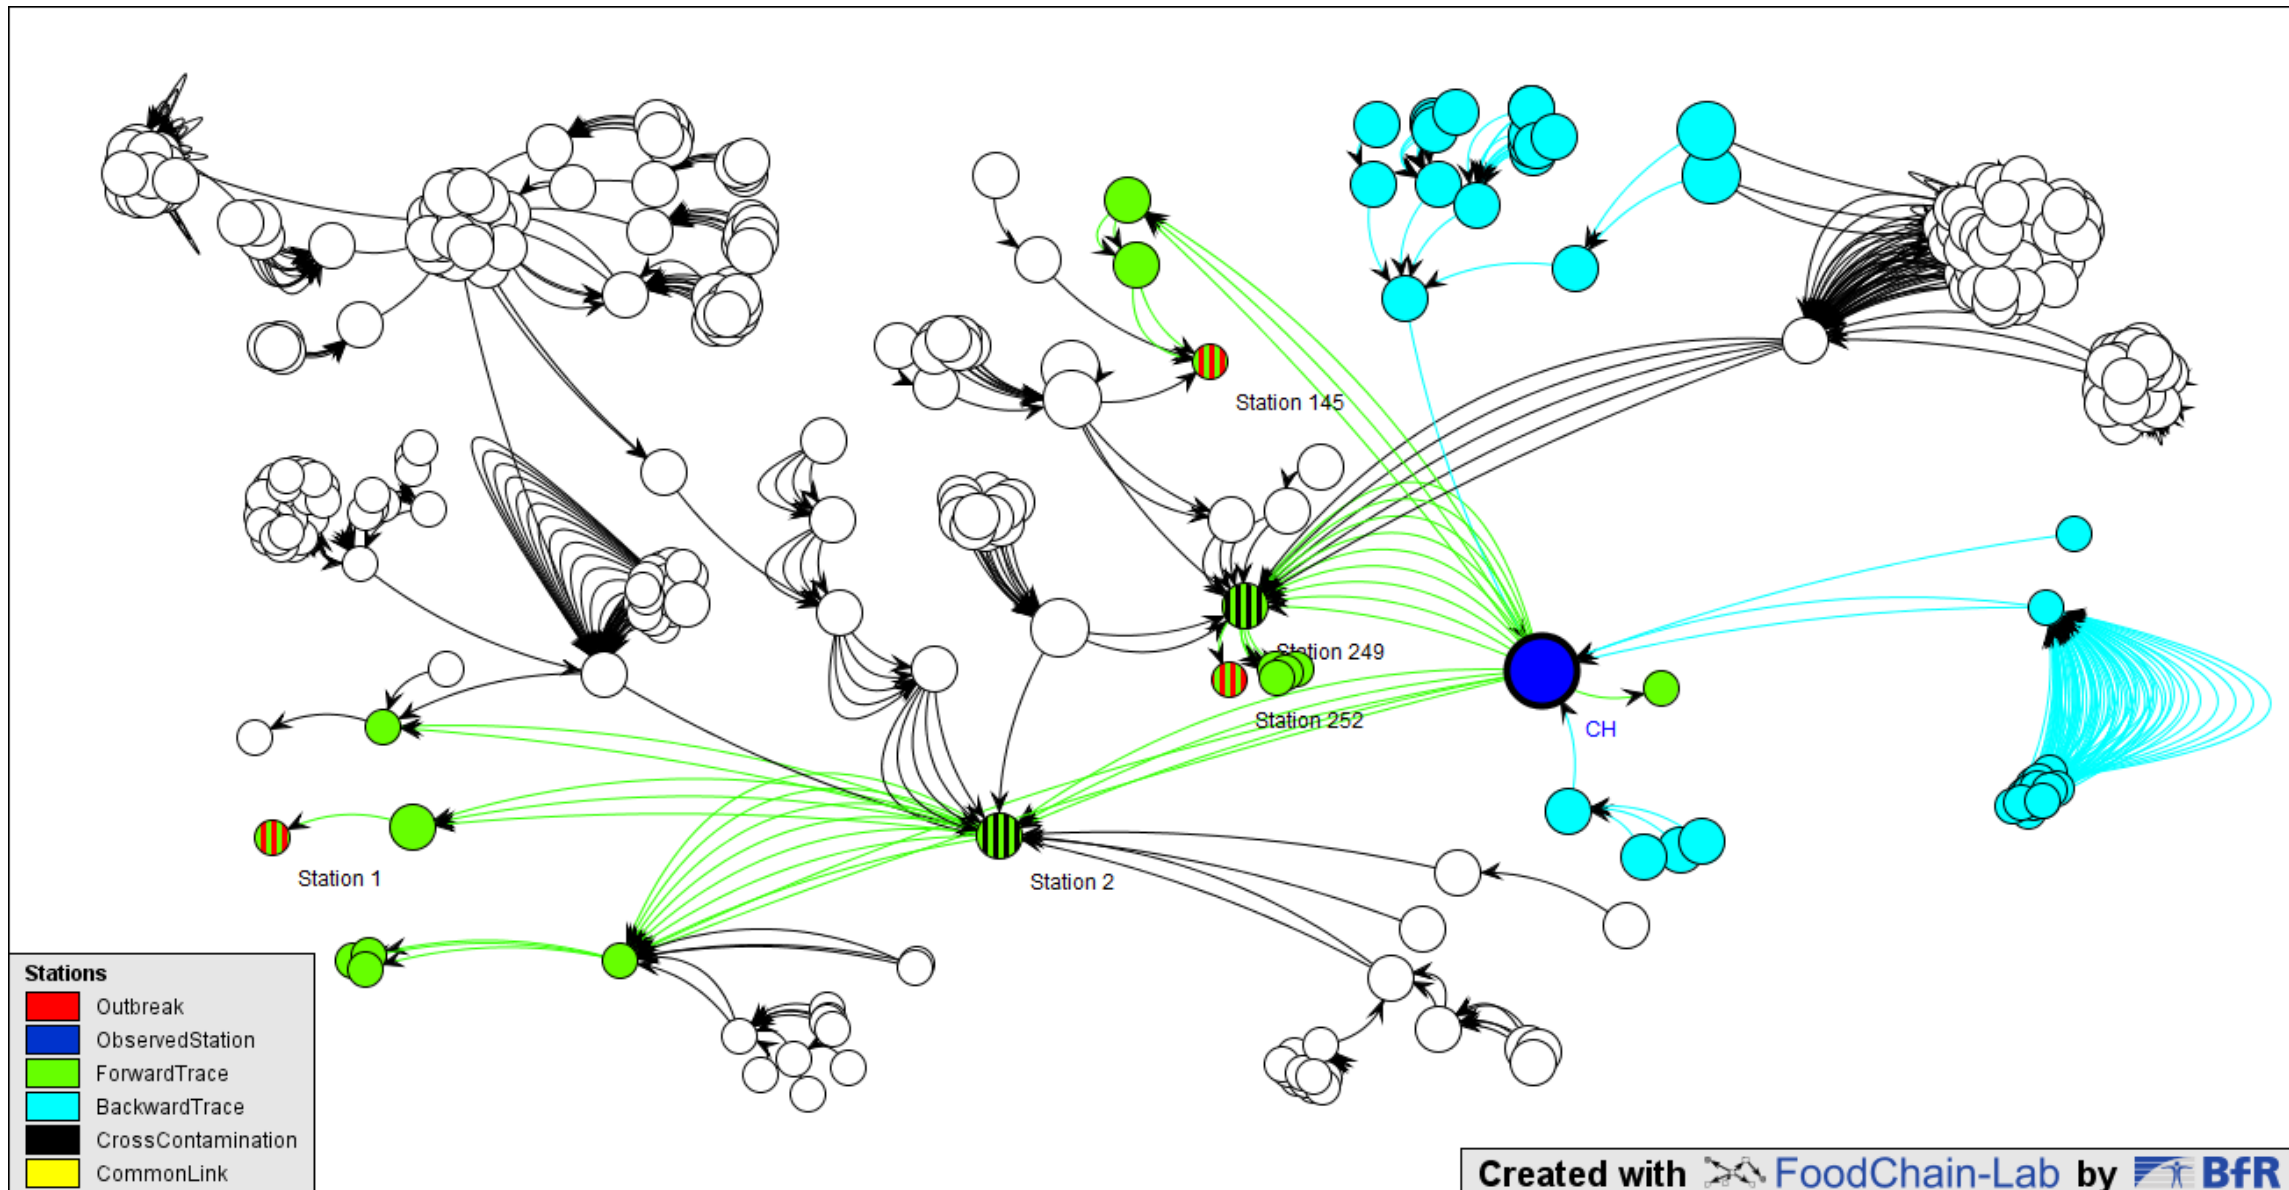 Station 145
Station 249
Station 252
CH
Station 1
Station 2
Stations
Outbreak
ObservedStation
ForwardTrace
BackwardTrace
CrossContamination
CommonLink
Created with FoodChain-Lab by BfR